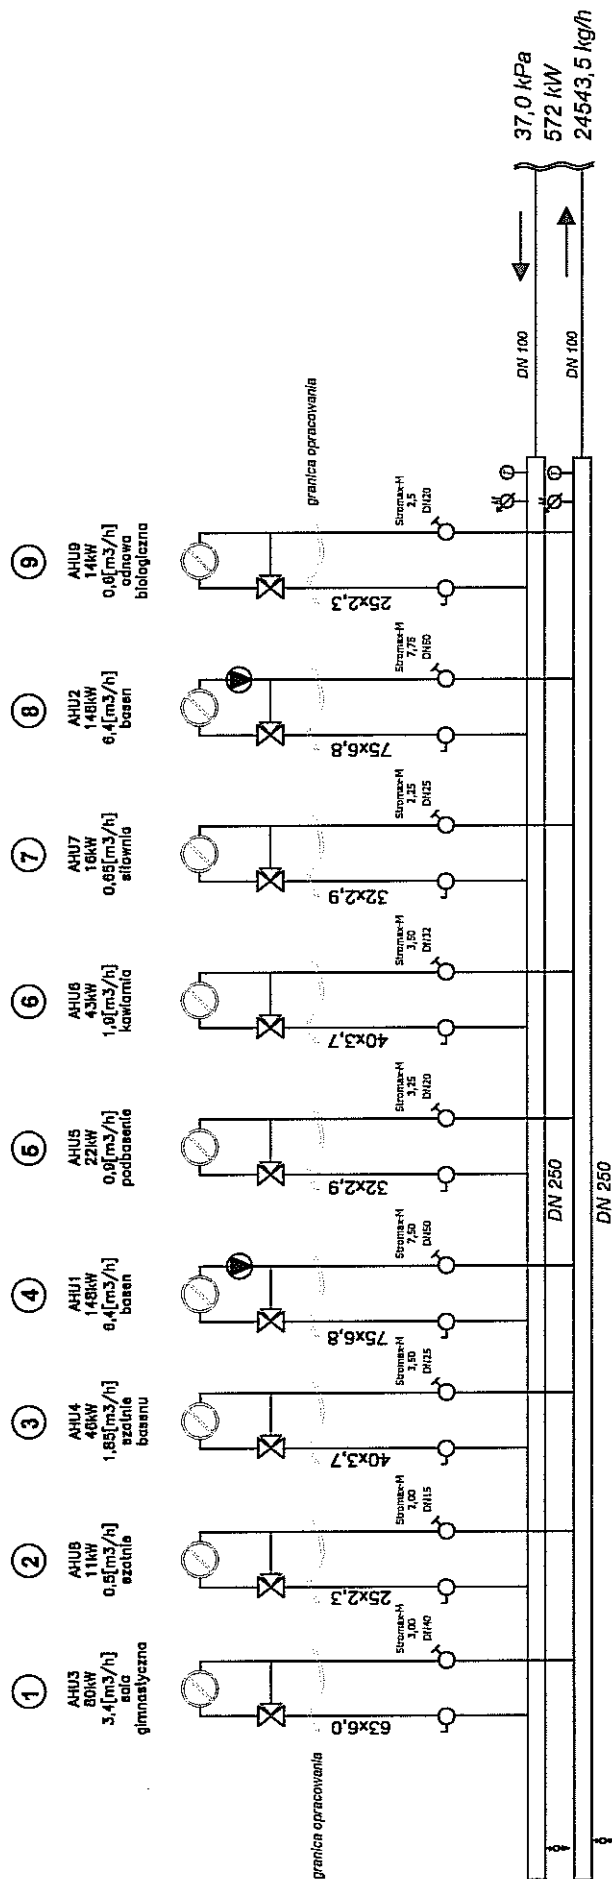 1
AHU3
80kW
3,4[m3/h]
sala
gimnastyczna
63x6,0
Stromax-M
3,00
DN40
granica opracowania
2
AHU8
11kW
0,5[m3/h]
szatnie
25x2,3
Stromax-M
2,00
DN15
3
AHU4
46kW
1,85[m3/h]
szatnie
basenu
40x3,7
Stromax-M
3,50
DN25
4
AHU1
148kW
6,4[m3/h]
basen
75x6,8
Stromax-M
7,50
DN50
5
AHU5
22kW
0,9[m3/h]
podbasenie
32x2,9
Stromax-M
3,25
DN20
6
AHU6
43kW
1,9[m3/h]
kawiarnia
40x3,7
Stromax-M
3,50
DN32
7
AHU7
16kW
0,65[m3/h]
siłownia
32x2,9
Stromax-M
2,25
DN25
8
AHU2
148kW
6,4[m3/h]
basen
75x6,8
Stromax-M
7,75
DN50
9
AHU9
14kW
0,6[m3/h]
odnowa
biologiczna
25x2,3
Stromax-M
2,5
DN20
granica opracowania
DN 250
DN 250
DN 100
DN 100
37,0 kPa
572 kW
24543,5 kg/h